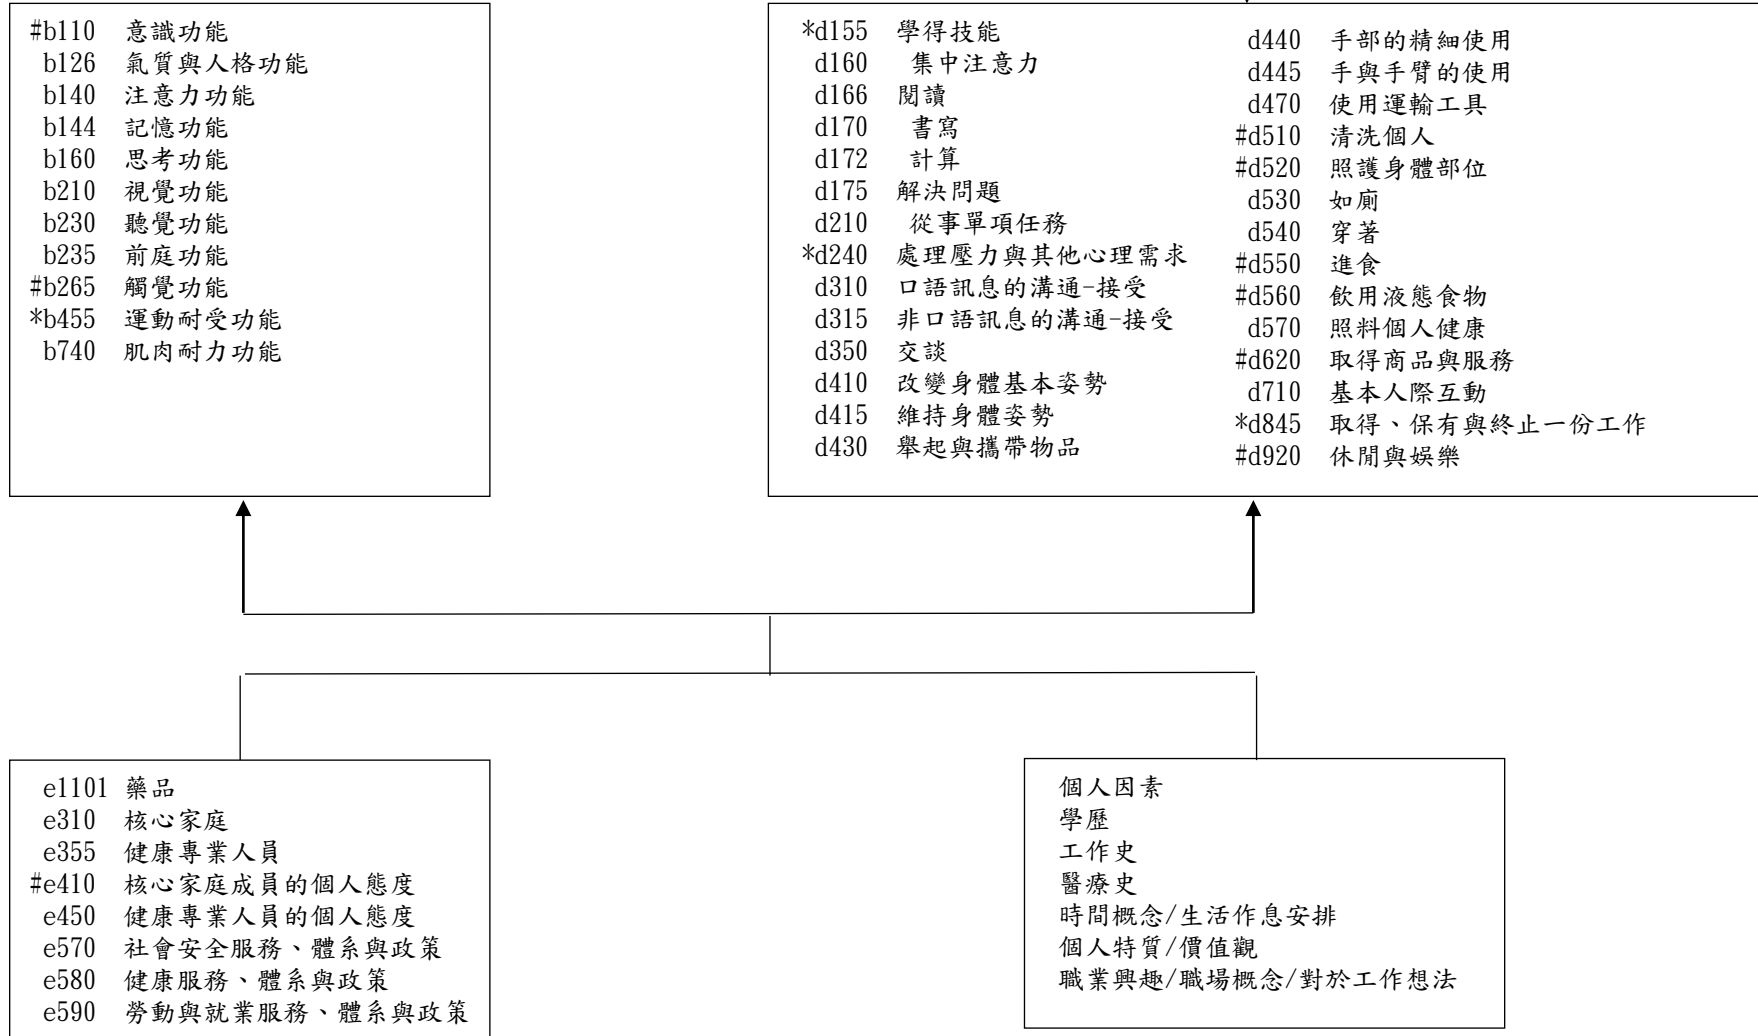 #b110 意識功能
b126 氣質與人格功能
b140 注意力功能
b144 記憶功能
b160 思考功能
b210 視覺功能
b230 聽覺功能
b235 前庭功能
#b265 觸覺功能
*b455 運動耐受功能
b740 肌肉耐力功能
*d155 學得技能
d160 集中注意力
d166 閱讀
d170 書寫
d172 計算
d175 解決問題
d210 從事單項任務
*d240 處理壓力與其他心理需求
d310 口語訊息的溝通-接受
d315 非口語訊息的溝通-接受
d350 交談
d410 改變身體基本姿勢
d415 維持身體姿勢
d430 舉起與攜帶物品
d440 手部的精細使用
d445 手與手臂的使用
d470 使用運輸工具
#d510 清洗個人
#d520 照護身體部位
d530 如廁
d540 穿著
#d550 進食
#d560 飲用液態食物
d570 照料個人健康
#d620 取得商品與服務
d710 基本人際互動
*d845 取得、保有與終止一份工作
#d920 休閒與娛樂
e1101 藥品
e310 核心家庭
e355 健康專業人員
#e410 核心家庭成員的個人態度
e450 健康專業人員的個人態度
e570 社會安全服務、體系與政策
e580 健康服務、體系與政策
e590 勞動與就業服務、體系與政策
個人因素
學歷
工作史
醫療史
時間概念/生活作息安排
個人特質/價值觀
職業興趣/職場概念/對於工作想法